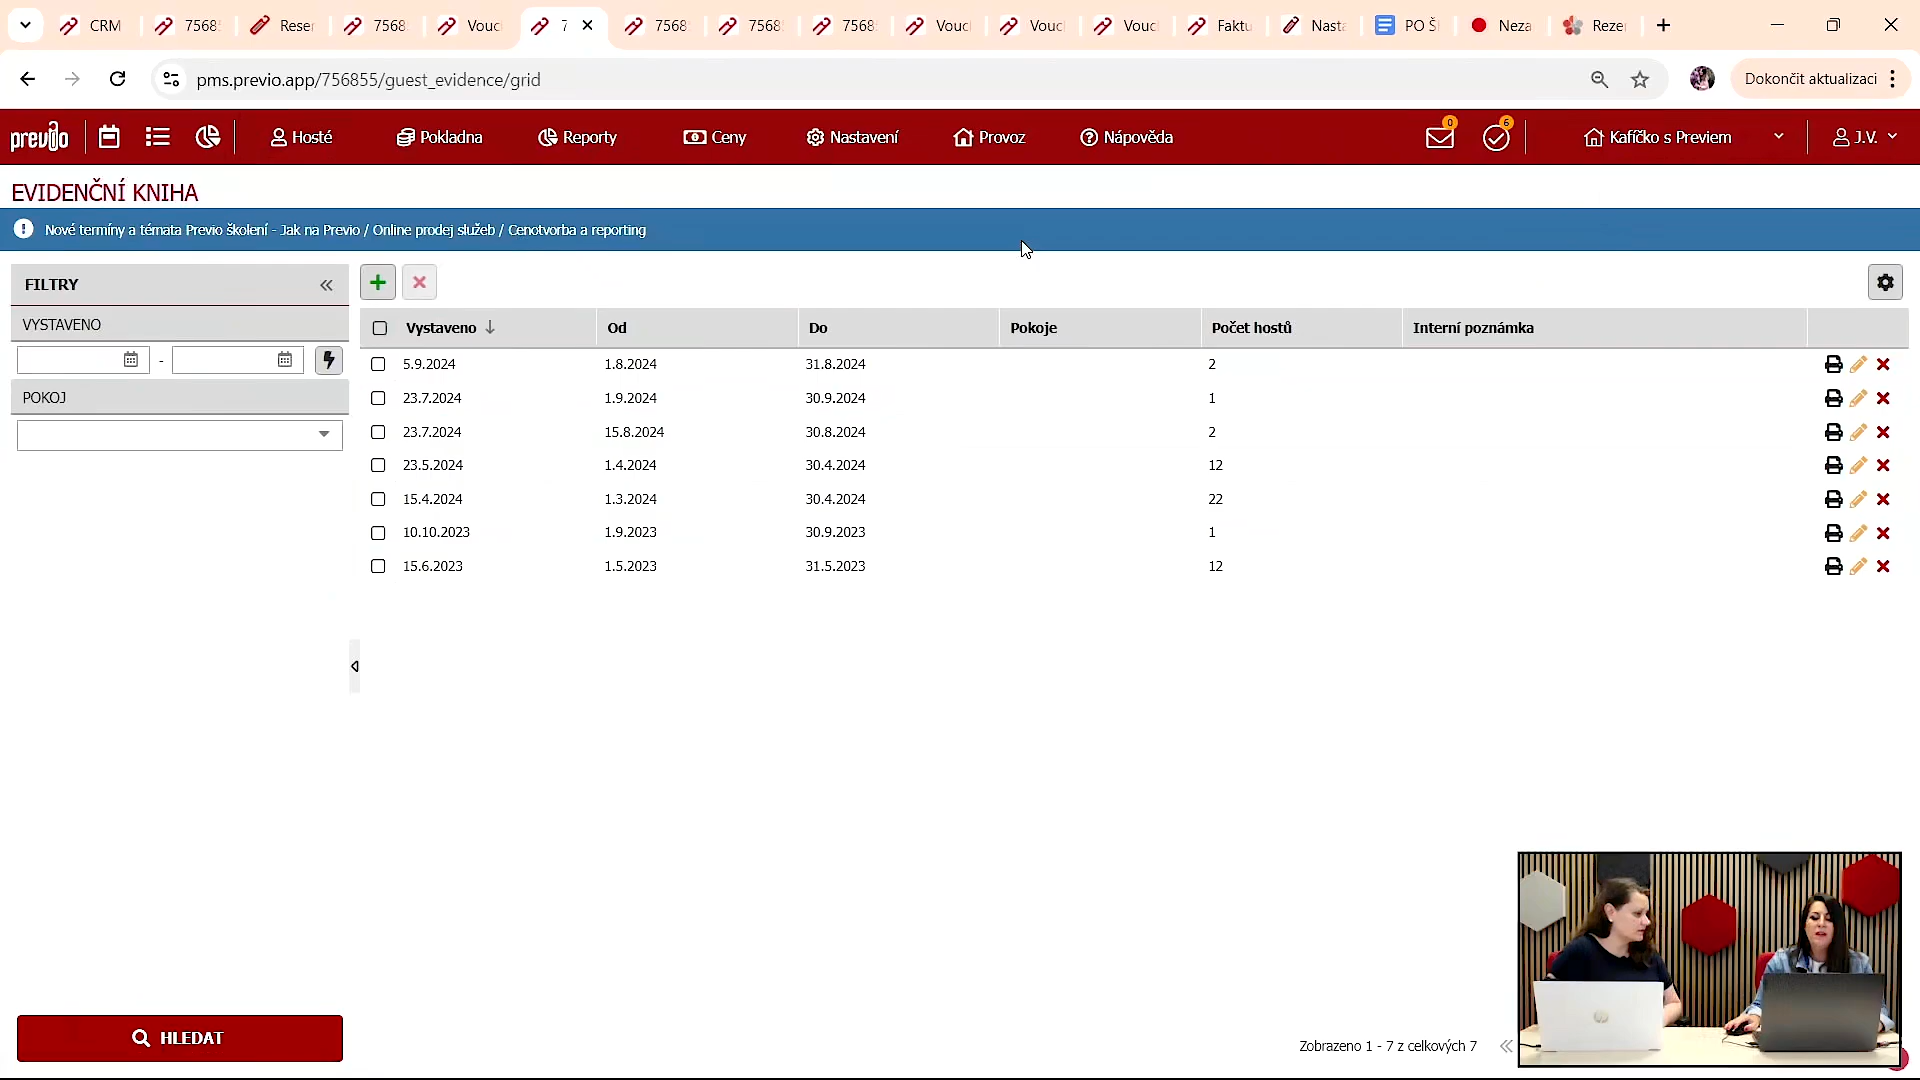 CRM
7568
Reser
7568
Vouc
7
7568
7568
7568
Vouc
Vouc
Vouc
Faktu
Nasta
PO Š
Neza
Rezer
pms.previo.app/756855/guest_evidence/grid
Dokončit aktualizaci
previo
Hosté
Pokladna
Reporty
Ceny
Nastavení
Provoz
Nápověda
0
6
Kafíčko s Previem
J.V.
EVIDENČNÍ KNIHA
Nové termíny a témata Previo školení - Jak na Previo / Online prodej služeb / Cenotvorba a reporting
FILTRY
VYSTAVENO
-
POKOJ
Vystaveno Od Do Pokoje Počet hostů Interní poznámka
5.9.2024 1.8.2024 31.8.2024 2
23.7.2024 1.9.2024 30.9.2024 1
23.7.2024 15.8.2024 30.8.2024 2
23.5.2024 1.4.2024 30.4.2024 12
15.4.2024 1.3.2024 30.4.2024 22
10.10.2023 1.9.2023 30.9.2023 1
15.6.2023 1.5.2023 31.5.2023 12
HLEDAT
Zobrazeno 1 - 7 z celkových 7